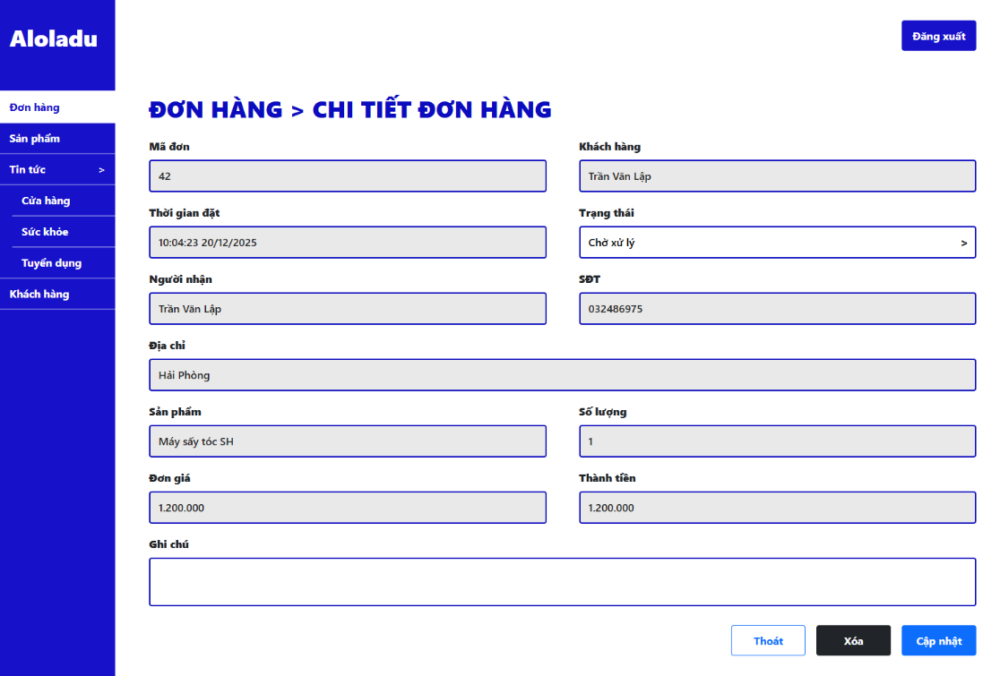 Aloladu
Đăng xuất
Đơn hàng
Sản phẩm
Tin tức >
Cửa hàng
Sức khỏe
Tuyển dụng
Khách hàng
ĐƠN HÀNG > CHI TIẾT ĐƠN HÀNG
Mã đơn
42
Khách hàng
Trần Văn Lập
Thời gian đặt
10:04:23 20/12/2025
Trạng thái
Chờ xử lý >
Người nhận
Trần Văn Lập
SĐT
032486975
Địa chỉ
Hải Phòng
Sản phẩm
Máy sấy tóc SH
Số lượng
1
Đơn giá
1.200.000
Thành tiền
1.200.000
Ghi chú
Thoát
Xóa
Cập nhật